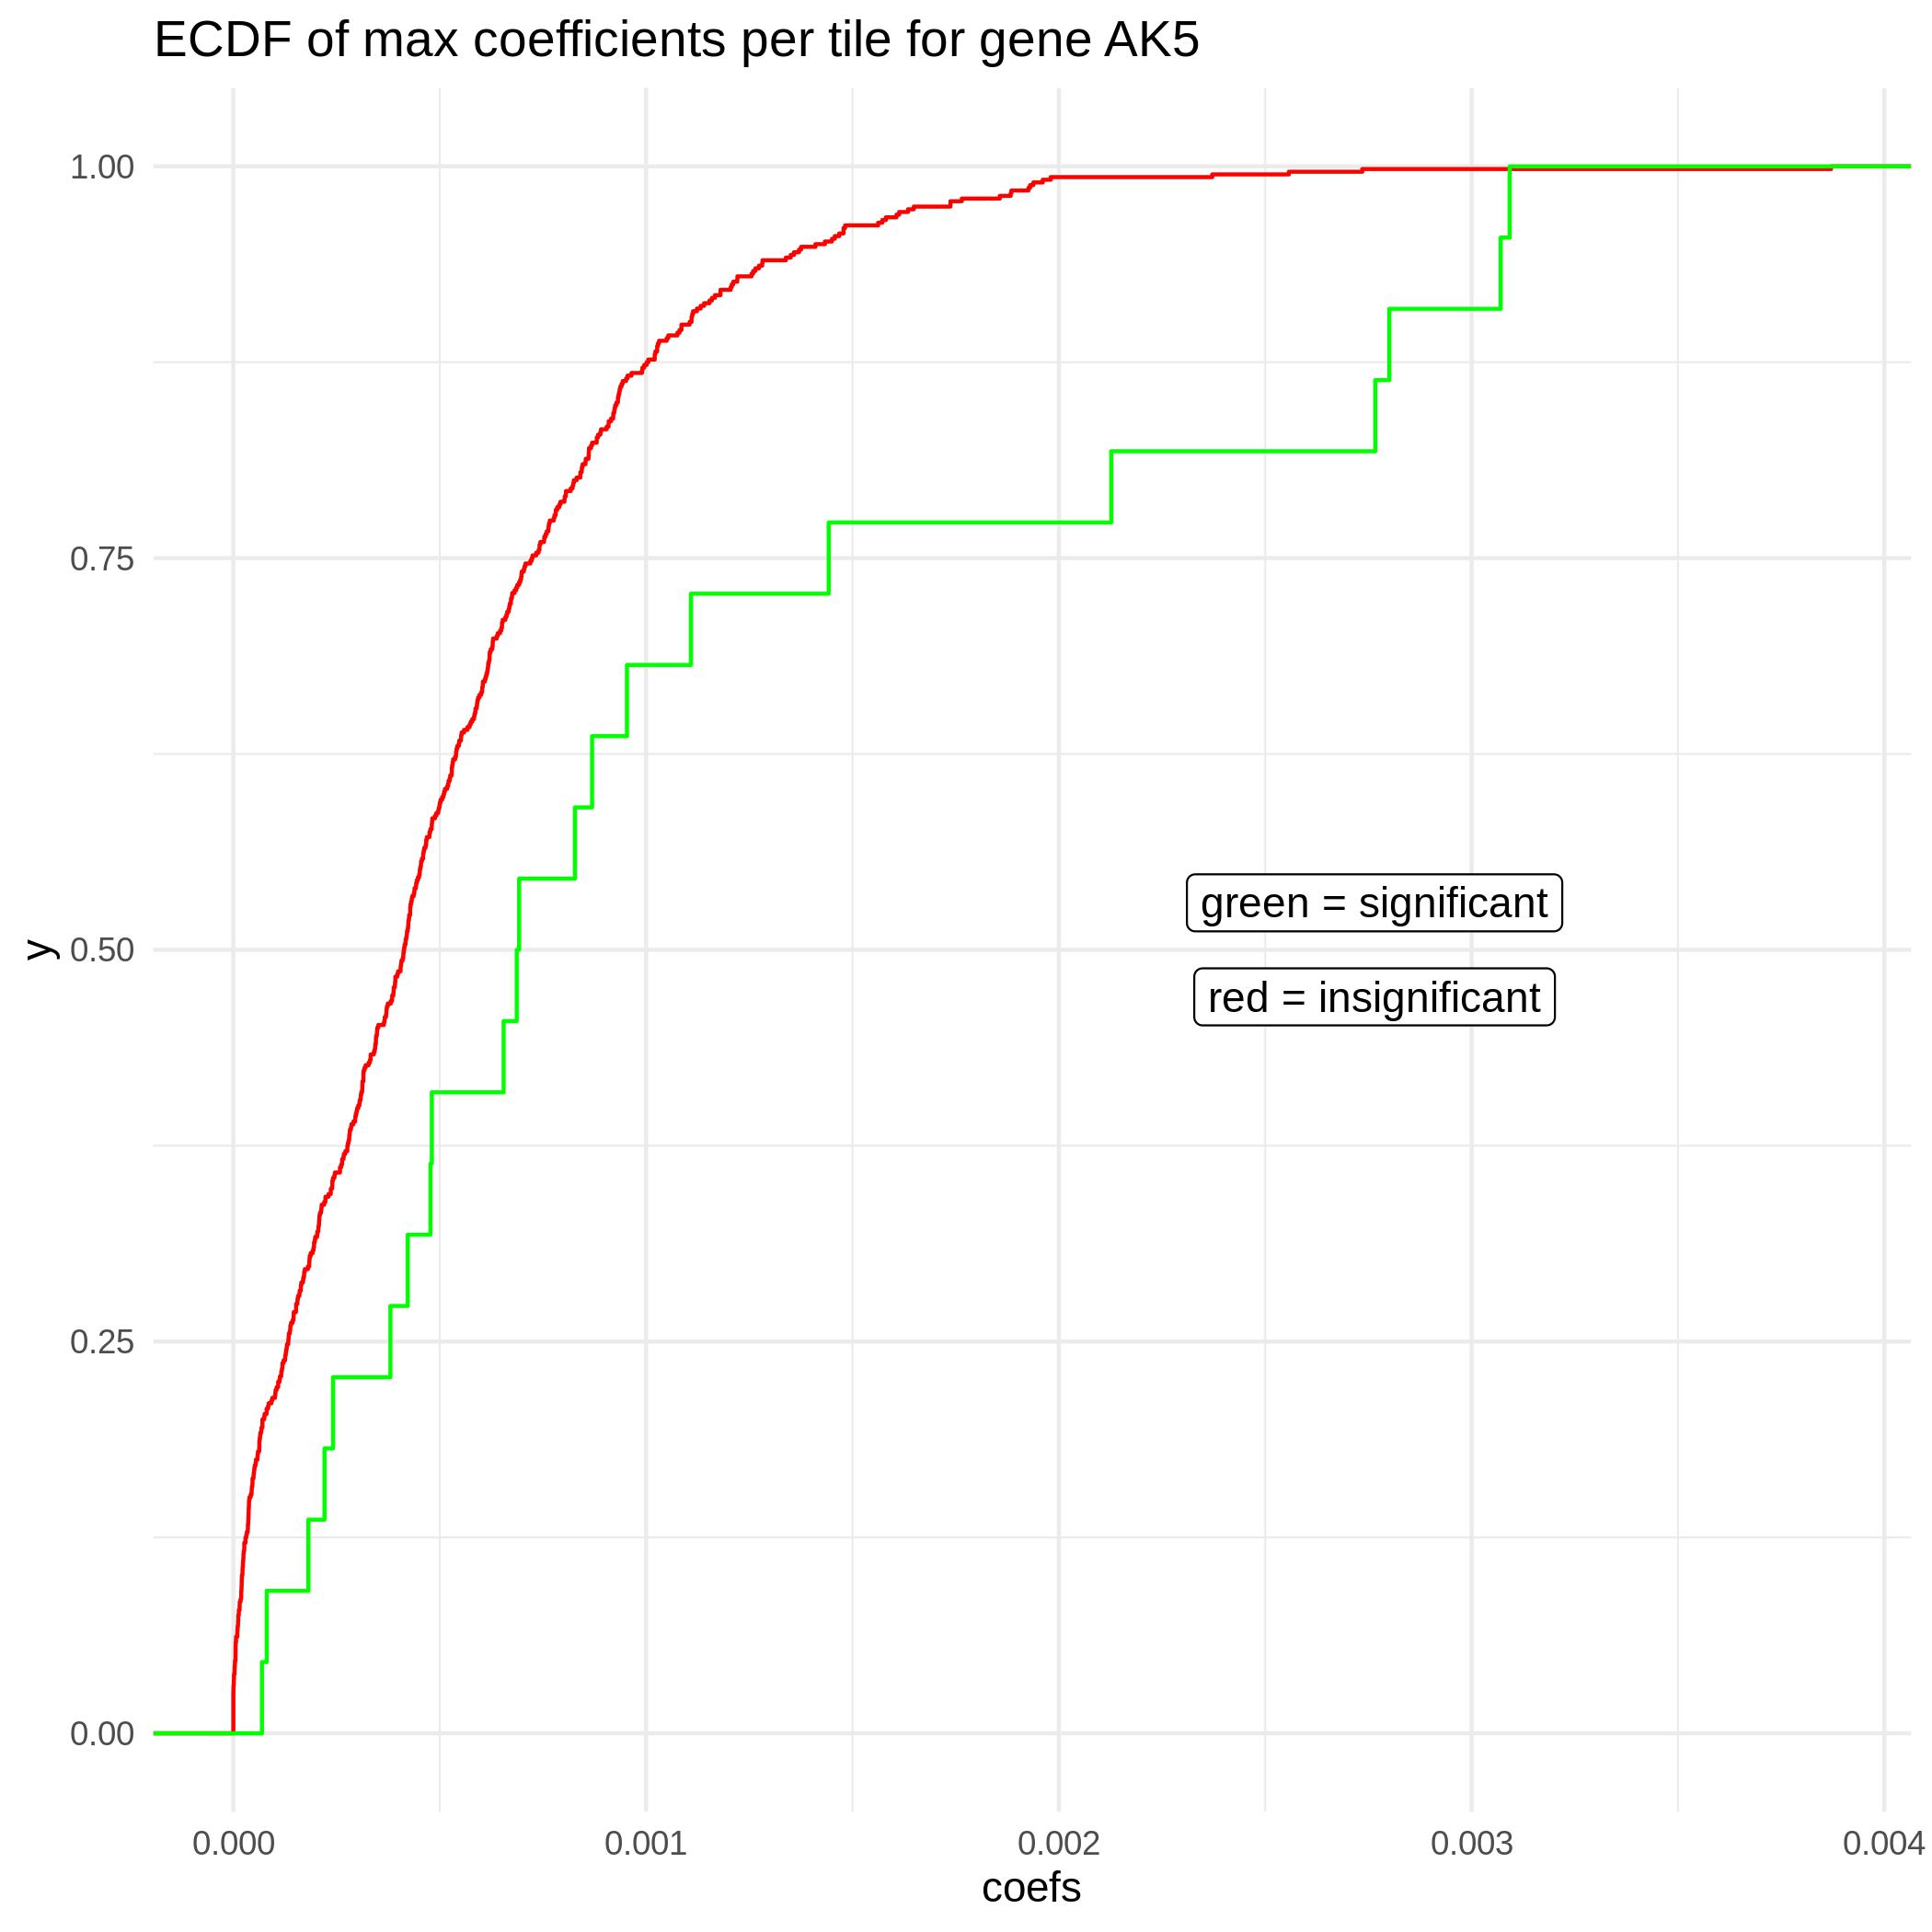 ECDF of max coefficients per tile for gene AK5
1.00
0.75
0.50
0.25
0.00
y
green = significant
red = insignificant
0.000 0.001 0.002 0.003 0.004
coefs